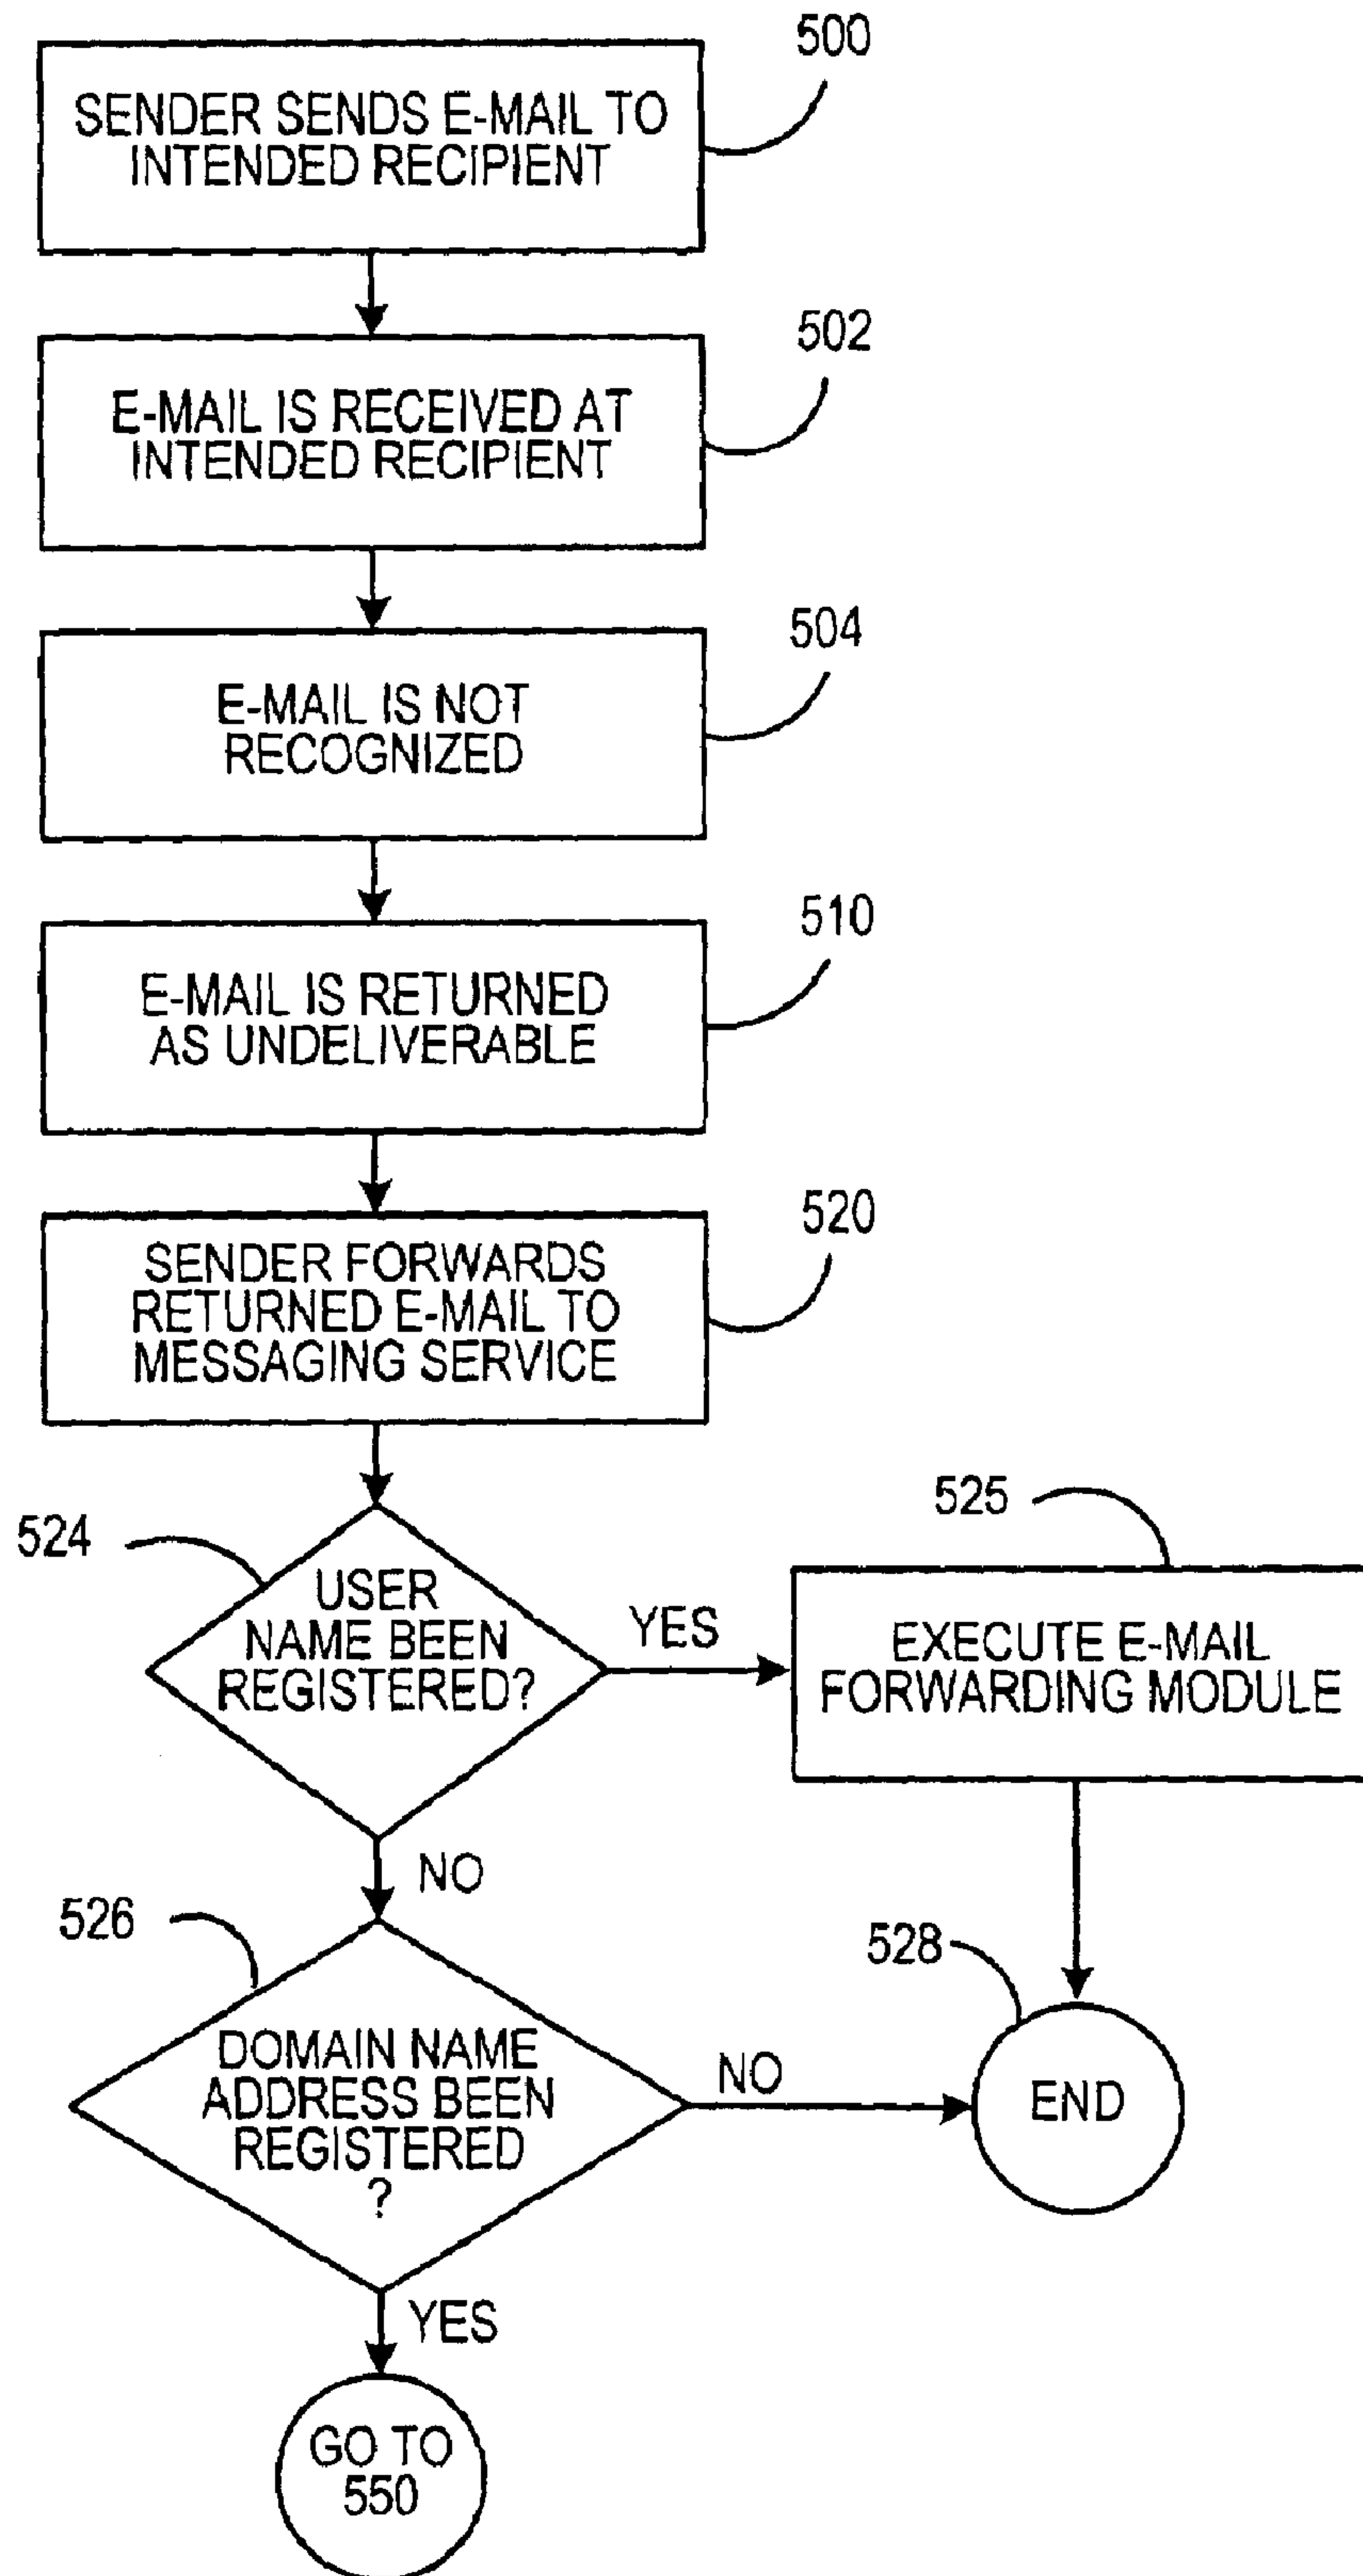 500
SENDER SENDS E-MAIL TO
INTENDED RECIPIENT
502
E-MAIL IS RECEIVED AT
INTENDED RECIPIENT
504
E-MAIL IS NOT
RECOGNIZED
510
E-MAIL IS RETURNED
AS UNDELIVERABLE
520
SENDER FORWARDS
RETURNED E-MAIL TO
MESSAGING SERVICE
524
USER
NAME BEEN
REGISTERED?
YES
525
EXECUTE E-MAIL
FORWARDING MODULE
NO
526
DOMAIN NAME
ADDRESS BEEN
REGISTERED
?
NO
528
END
YES
GO TO
550